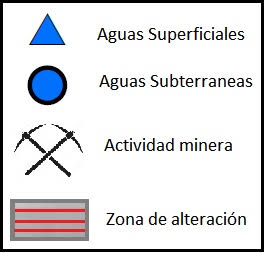 Aguas Superficiales
Aguas Subterraneas
Actividad minera
Zona de alteración